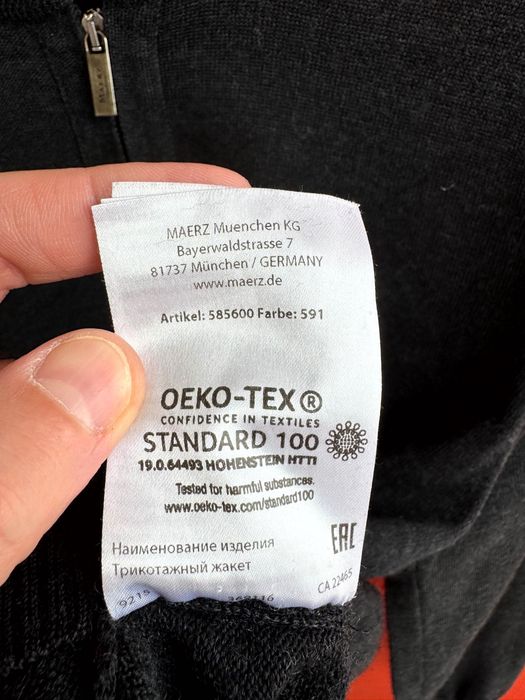 MAERZ
MAERZ Muenchen KG
Bayerwaldstrasse 7
81737 München / GERMANY
www.maerz.de
Artikel: 585600 Farbe: 591
OEKO-TEX®
CONFIDENCE IN TEXTILES
STANDARD 100
19.0.64493 HOHENSTEIN HTTI
Tested for harmful substances.
www.oeko-tex.com/standard100
EAC
Наименование изделия
Трикотажный жакет
CA 22465